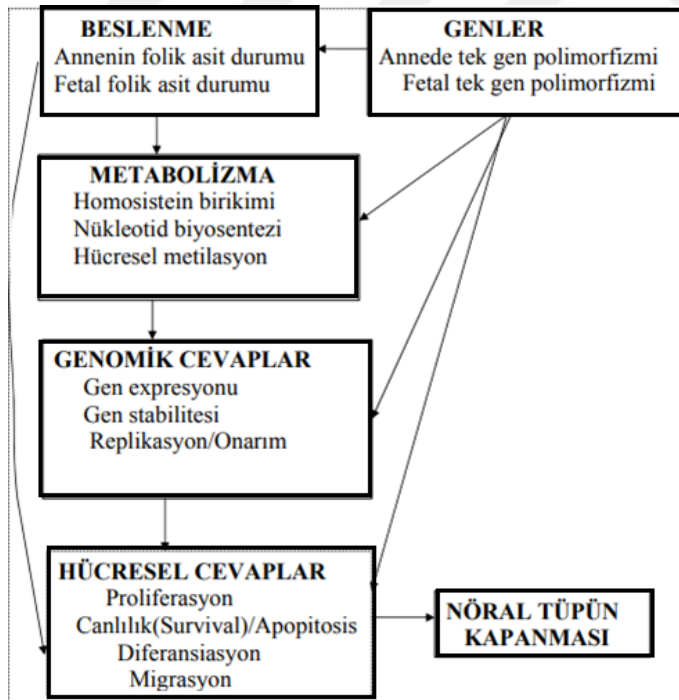 BESLENME
Annenin folik asit durumu
Fetal folik asit durumu
GENLER
Annede tek gen polimorfizmi
Fetal tek gen polimorfizmi
METABOLİZMA
Homosistein birikimi
Nükleotid biyosentezi
Hücresel metilasyon
GENOMİK CEVAPLAR
Gen expresyonu
Gen stabilitesi
Replikasyon/Onarım
HÜCRESEL CEVAPLAR
Proliferasyon
Canlılık(Survival)/Apopitosis
Diferansiasyon
Migrasyon
NÖRAL TÜPÜN
KAPANMASI